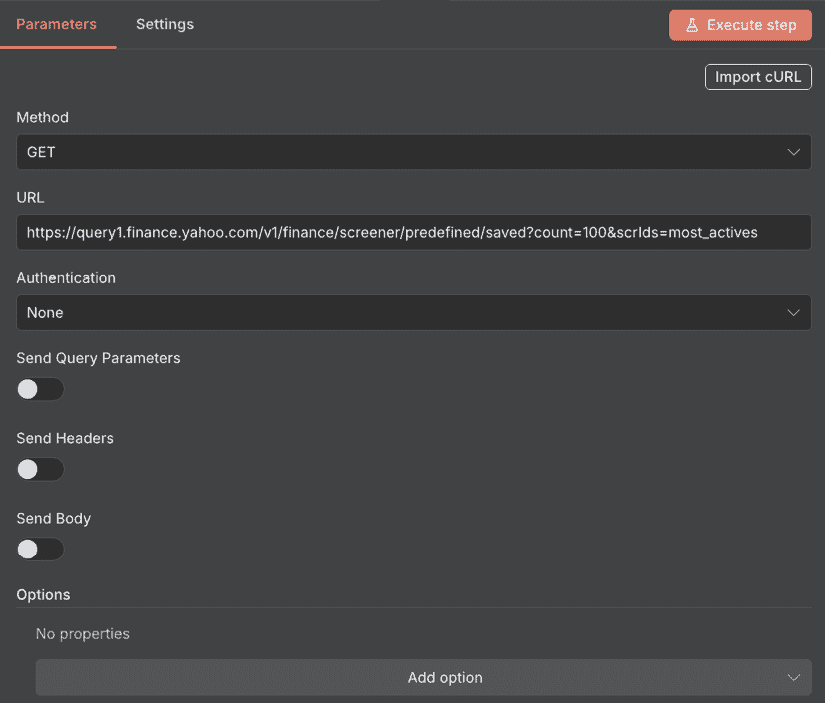 Parameters Settings Execute step
Import cURL
Method
GET
URL
https://query1.finance.yahoo.com/v1/finance/screener/predefined/saved?count=100&scrIds=most_actives
Authentication
None
Send Query Parameters
Send Headers
Send Body
Options
No properties
Add option